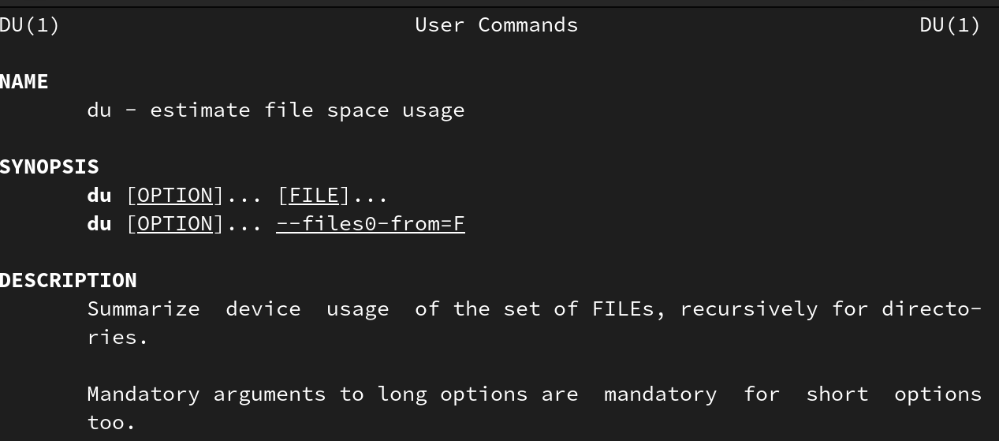 DU(1) User Commands DU(1)
NAME
du - estimate file space usage
SYNOPSIS
du [OPTION]... [FILE]...
du [OPTION]... --files0-from=F
DESCRIPTION
Summarize device usage of the set of FILEs, recursively for directo-
ries.
Mandatory arguments to long options are mandatory for short options
too.